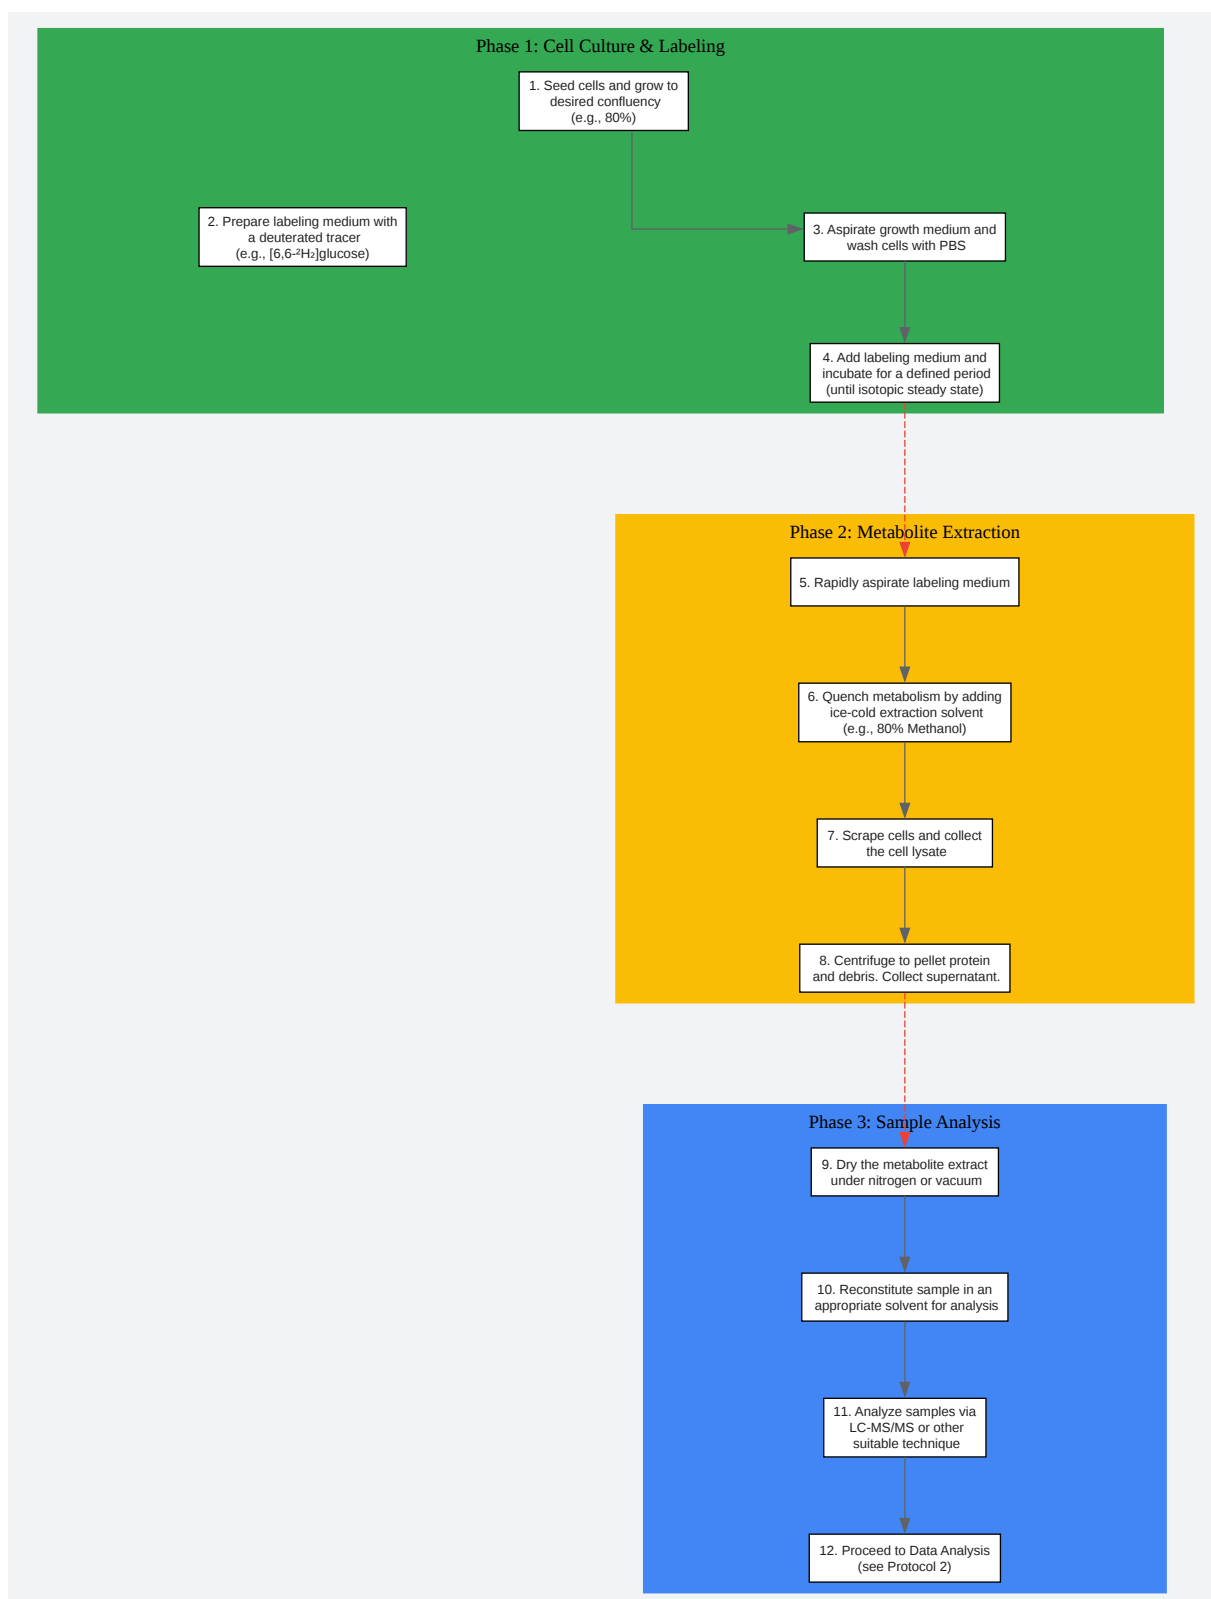 Phase 1: Cell Culture & Labeling
1. Seed cells and grow to
desired confluency
(e.g., 80%)
2. Prepare labeling medium with
a deuterated tracer
(e.g., [6,6-²H₂]glucose)
3. Aspirate growth medium and
wash cells with PBS
4. Add labeling medium and
incubate for a defined period
(until isotopic steady state)
Phase 2: Metabolite Extraction
5. Rapidly aspirate labeling medium
6. Quench metabolism by adding
ice-cold extraction solvent
(e.g., 80% Methanol)
7. Scrape cells and collect
the cell lysate
8. Centrifuge to pellet protein
and debris. Collect supernatant.
Phase 3: Sample Analysis
9. Dry the metabolite extract
under nitrogen or vacuum
10. Reconstitute sample in an
appropriate solvent for analysis
11. Analyze samples via
LC-MS/MS or other
suitable technique
12. Proceed to Data Analysis
(see Protocol 2)